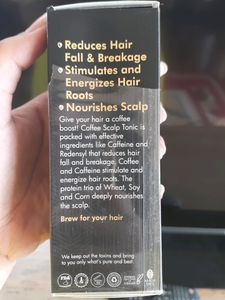 Reduces Hair
Fall & Breakage
Stimulates and
Energizes Hair
Roots
Nourishes Scalp
Give your hair a coffee
boost! Coffee Scalp Tonic is
packed with effective
ingredients like Caffeine and
Redensyl that reduces hair
fall and breakage. Coffee
and Caffeine stimulate and
energize hair roots. The
protein trio of Wheat, Soy
and Corn deeply nourishes
the scalp.
Brew for your hair
We keep out the toxins and bring
to you only what's pure and best.